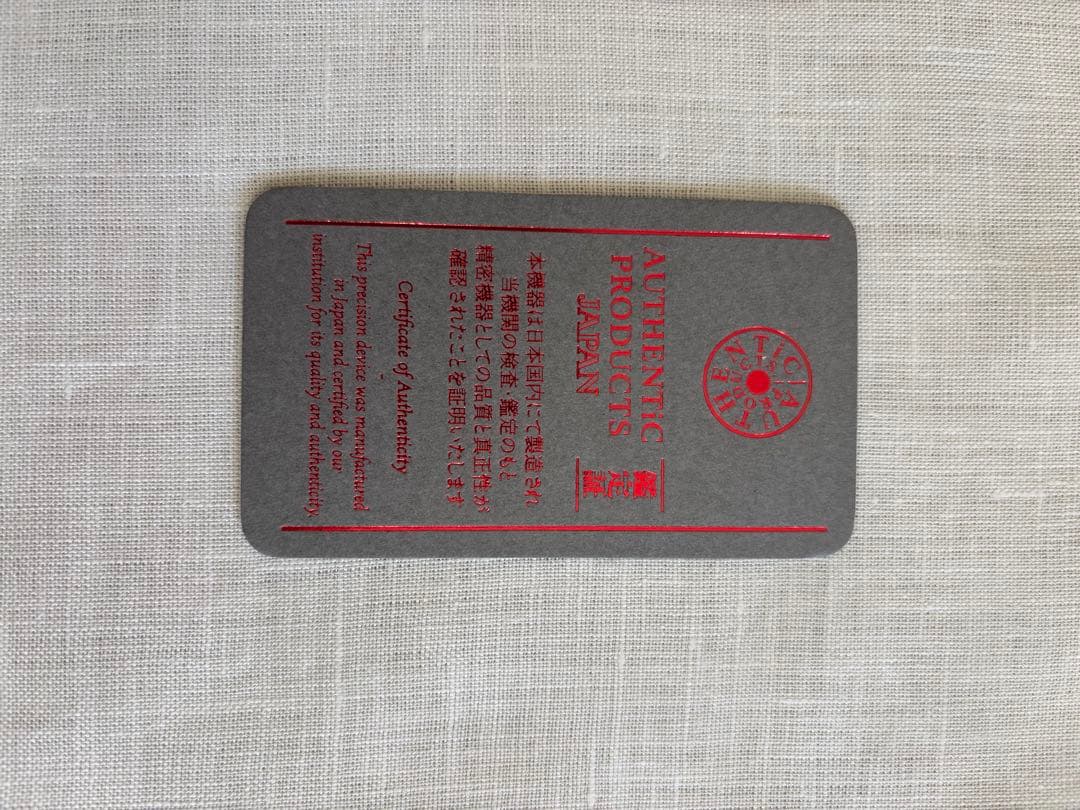 AUTHENTiC
PRODUCTS
JAPAN
鑑定証
本機器は日本国内にて製造され
当機関の検査・鑑定のもと
精密機器としての品質と真正性が
確認されたことを証明いたします
Certificate of Authenticity
This precision device was manufactured
in Japan and certified by our
institution for its quality and authenticity.